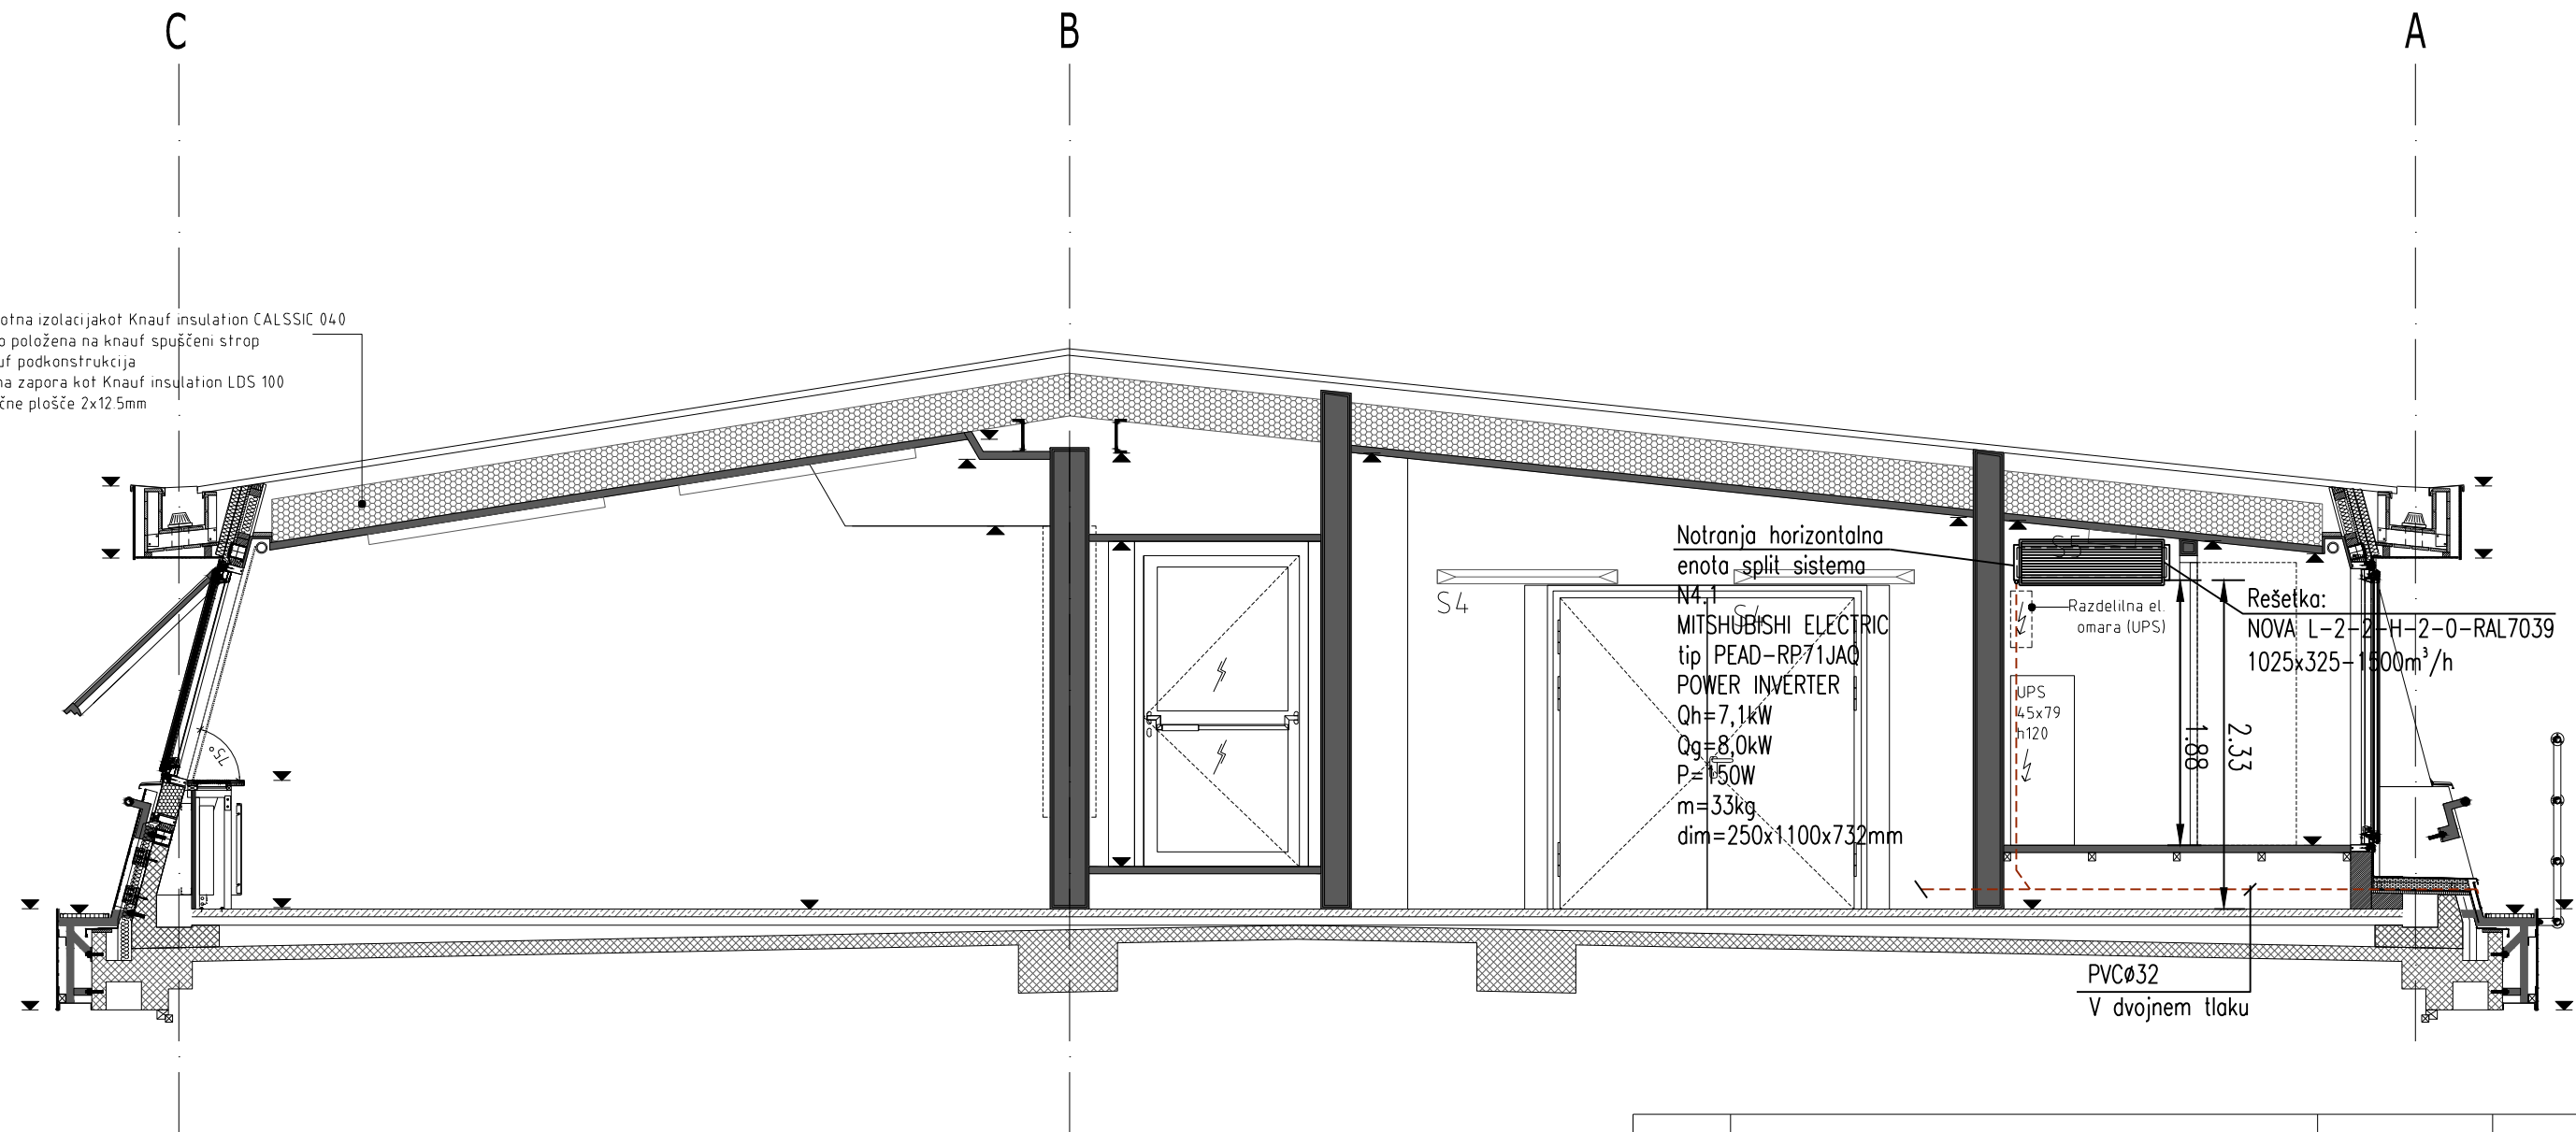 C
B
A
otna izolacijakot Knauf insulation CALSSIC 040
položena na knauf spuščeni strop
podkonstrukcija
zapora kot Knauf insulation LDS 100
plošče 2x12.5mm
75°
Notranja horizontalna
enota split sistema
N4.1
MITSHUBISHI ELECTRIC
tip PEAD-RP71JAQ
POWER INVERTER
Qh=7,1kW
Qg=8,0kW
P=150W
m=33kg
dim=250x1100x732mm
S4
S4
S5
Razdelilna el.
omara (UPS)
UPS
45x79
h120
1.88
2.33
Rešetka:
NOVA L-2-2-H-2-0-RAL7039
1025x325-1500m³/h
PVCø32
V dvojnem tlaku